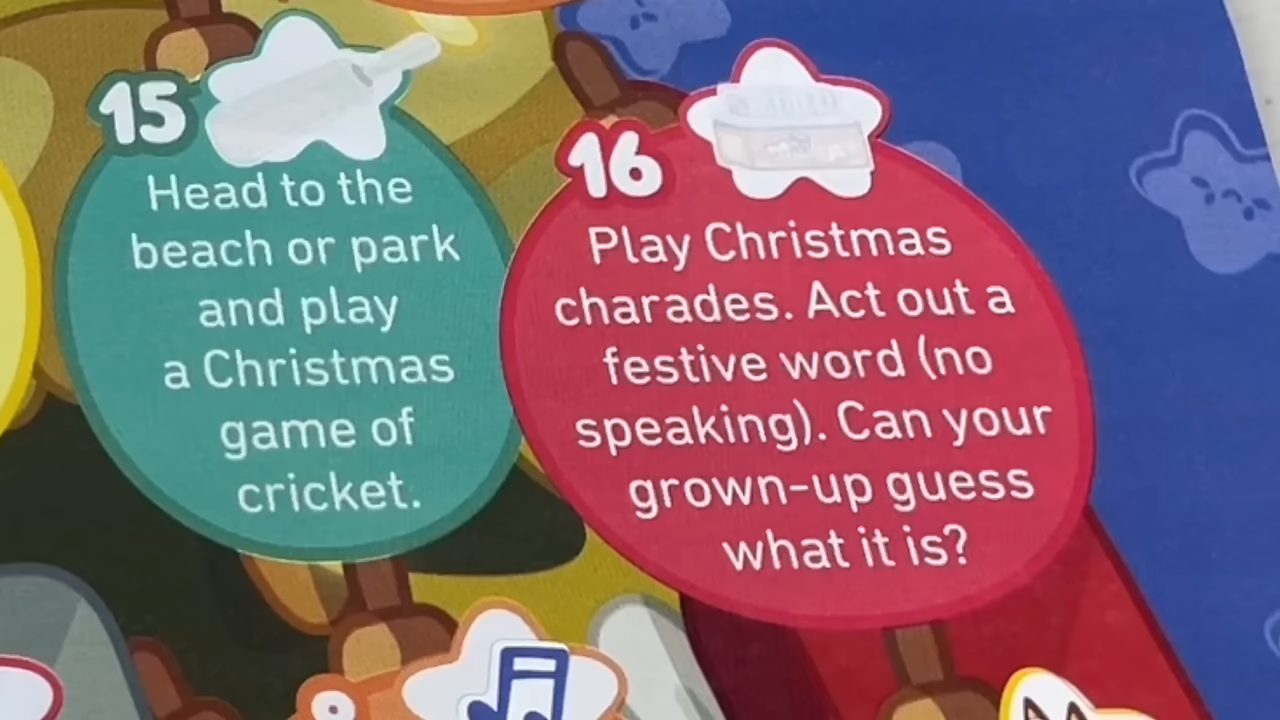 15
Head to the
beach or park
and play
a Christmas
game of
cricket.
16
Play Christmas
charades. Act out a
festive word (no
speaking). Can your
grown-up guess
what it is?